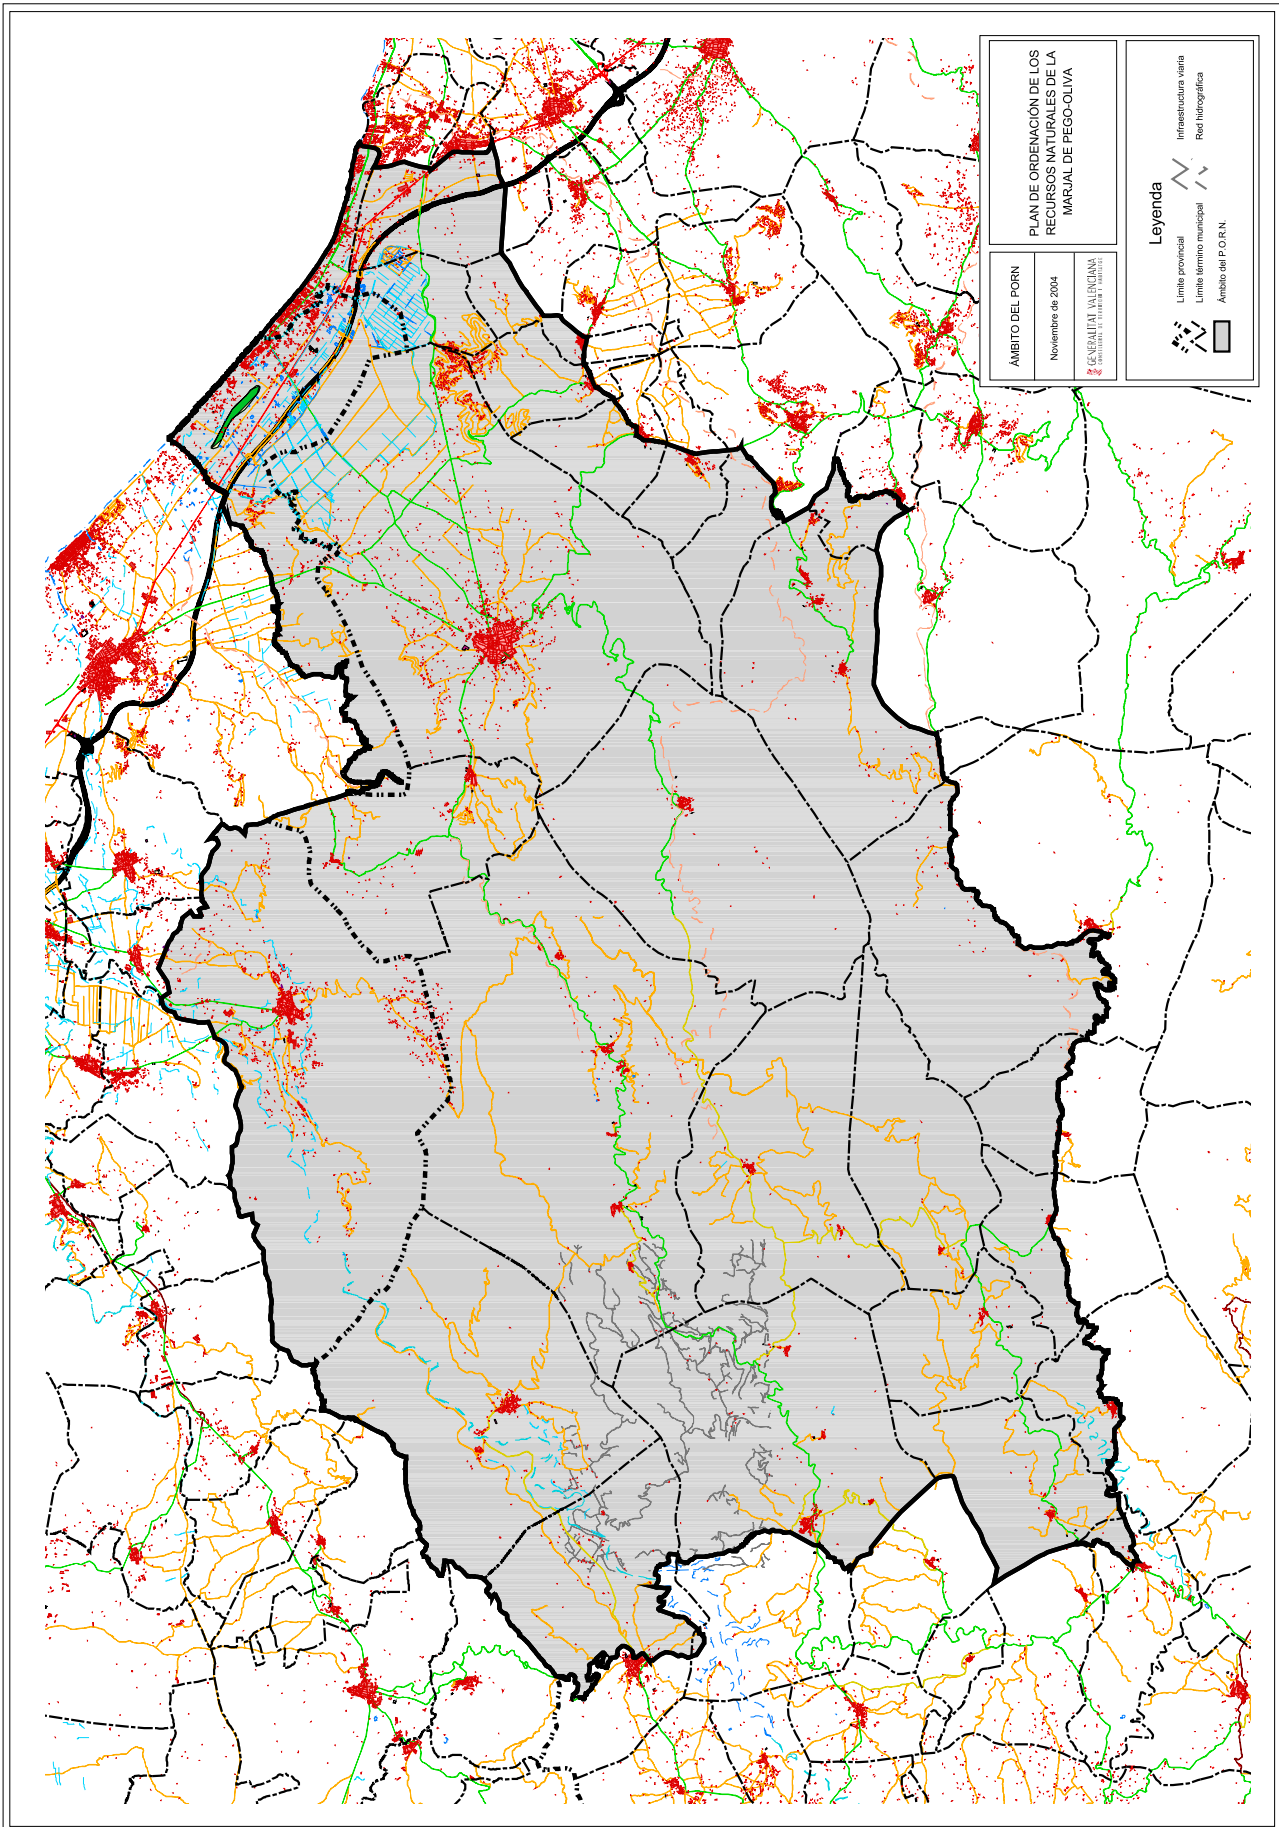 PLAN DE ORDENACIÓN DE LOS
RECURSOS NATURALES DE LA
MARJAL DE PEGO-OLIVA
ÁMBITO DEL PORN
Noviembre de 2004
GENERALITAT VALENCIANA
Leyenda
Límite provincial
Límite término municipal
Ámbito del P.O.R.N.
Infraestructura viaria
Red hidrográfica